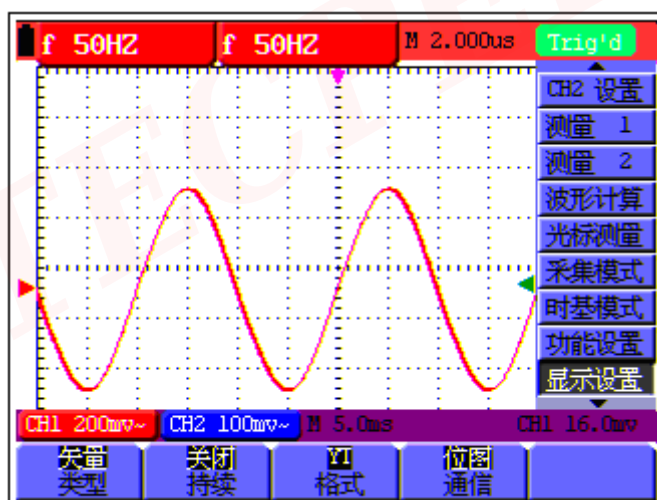 f 50HZ f 50HZ M 2.000us Trig'd
CH2 设置
测量 1
测量 2
波形计算
光标测量
采集模式
时基模式
功能设置
显示设置
CH1 200mv~ CH2 100mv~ M 5.0ms CH1 16.0mv
矢量 关闭 YT 位图
类型 持续 格式 通信